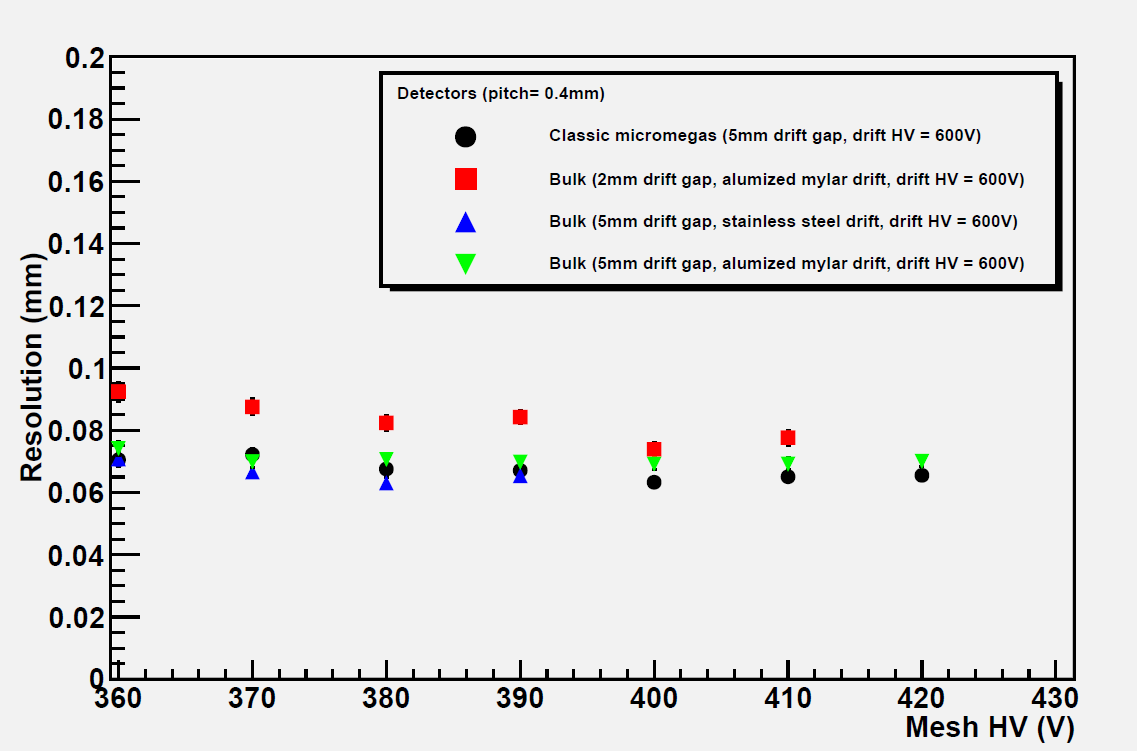 0.2
0.18
0.16
0.14
0.12
0.1
0.08
0.06
0.04
0.02
0
Resolution (mm)
Detectors (pitch= 0.4mm)
Classic micromegas (5mm drift gap, drift HV = 600V)
Bulk (2mm drift gap, alumized mylar drift, drift HV = 600V)
Bulk (5mm drift gap, stainless steel drift, drift HV = 600V)
Bulk (5mm drift gap, alumized mylar drift, drift HV = 600V)
360 370 380 390 400 410 420 430
Mesh HV (V)